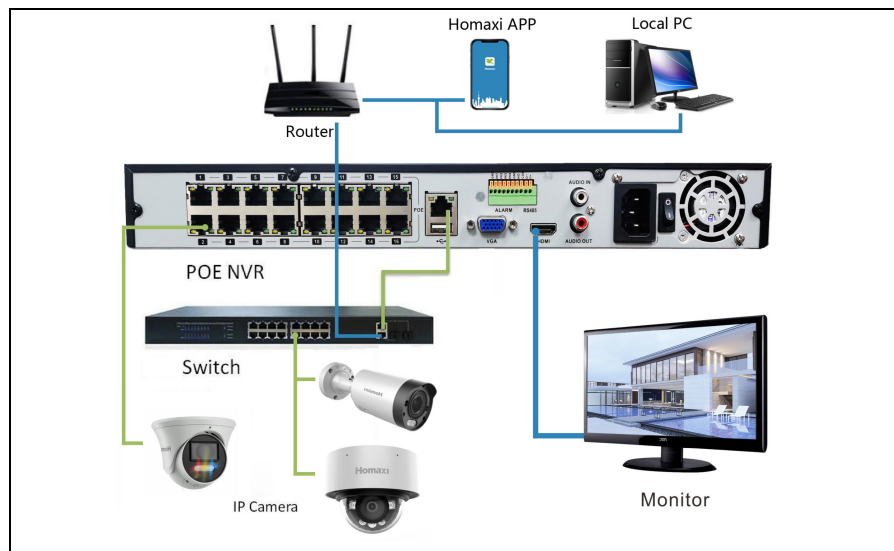 Homaxi APP
Local PC
Router
1 3 5 7 9 11 13 15
POE
2 4 6 8 10 12 14 16
ALARM RS485
VGA
HDMI
AUDIO IN
AUDIO OUT
POE NVR
Switch
Homaxi
IP Camera
Monitor